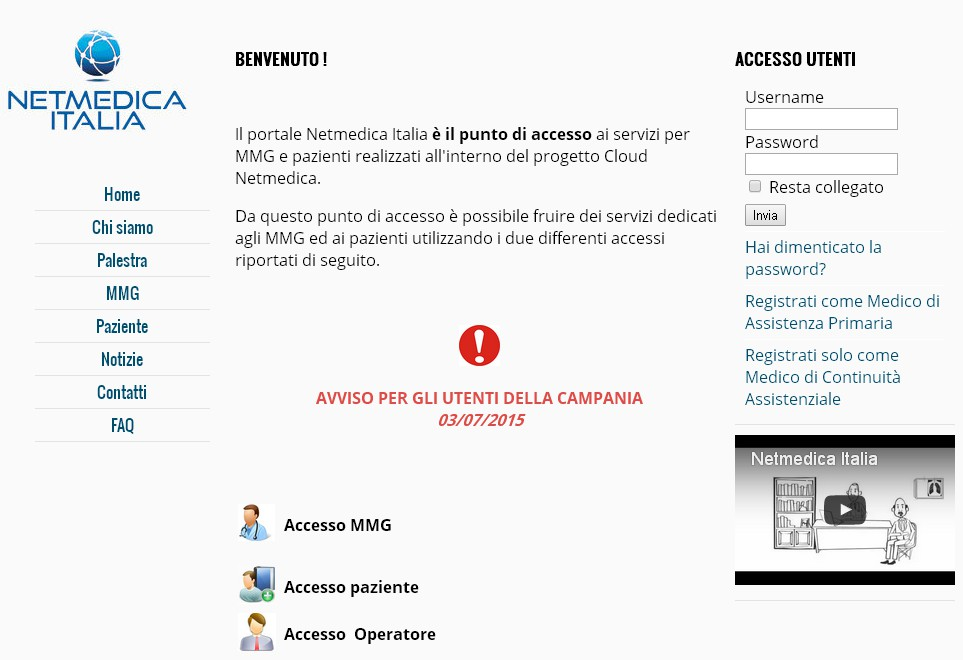 NETMEDICA
ITALIA
Home
Chi siamo
Palestra
MMG
Paziente
Notizie
Contatti
FAQ
BENVENUTO !
Il portale Netmedica Italia è il punto di accesso ai servizi per
MMG e pazienti realizzati all'interno del progetto Cloud
Netmedica.
Da questo punto di accesso è possibile fruire dei servizi dedicati
agli MMG ed ai pazienti utilizzando i due differenti accessi
riportati di seguito.
AVVISO PER GLI UTENTI DELLA CAMPANIA
03/07/2015
Accesso MMG
Accesso paziente
Accesso Operatore
ACCESSO UTENTI
Username
Password
Resta collegato
Invia
Hai dimenticato la
password?
Registrati come Medico di
Assistenza Primaria
Registrati solo come
Medico di Continuità
Assistenziale
Netmedica Italia